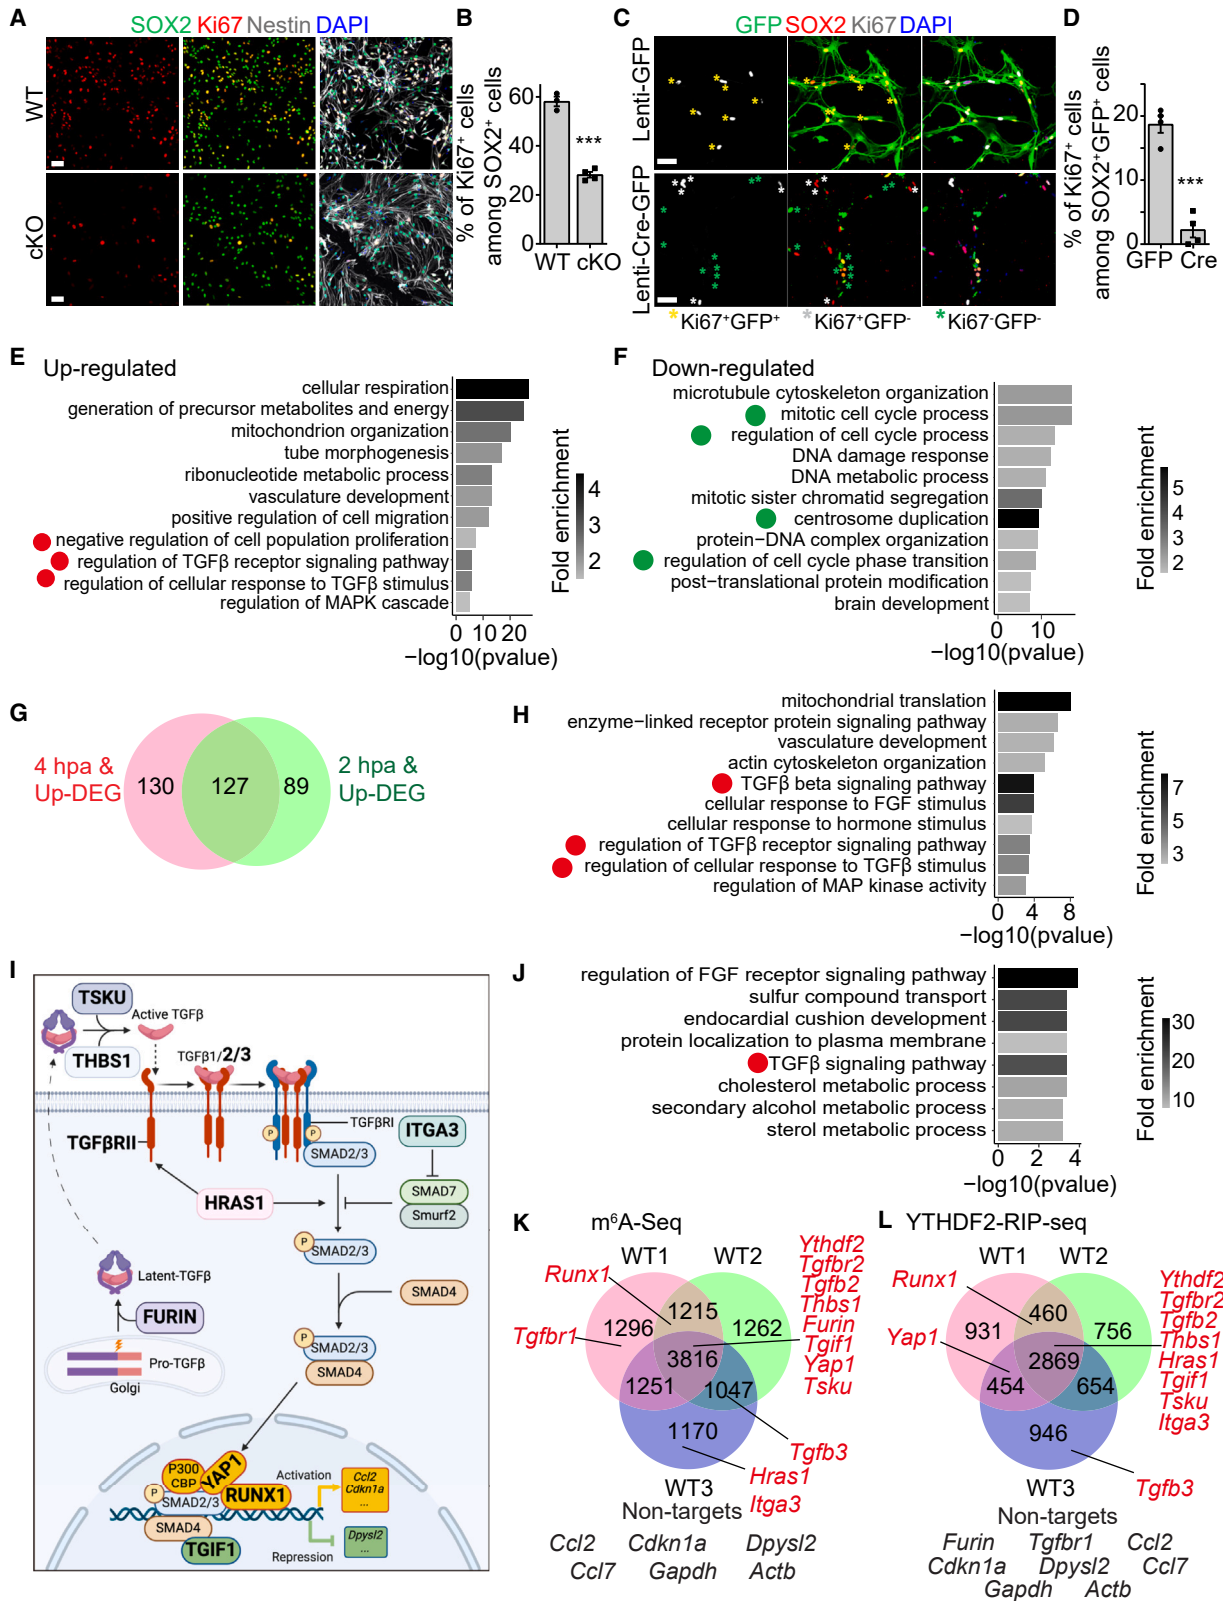 A
SOX2 Ki67 Nestin DAPI
WT
cKO
B
% of Ki67+ cells
among SOX2+ cells
60
40
20
0
***
WT cKO
C
GFP SOX2 Ki67 DAPI
Lenti-GFP
Lenti-Cre-GFP
*Ki67+GFP+
*Ki67+GFP-
*Ki67-GFP-
D
% of Ki67+ cells
among SOX2+GFP+ cells
20
10
0
***
GFP Cre
E
Up-regulated
cellular respiration
generation of precursor metabolites and energy
mitochondrion organization
tube morphogenesis
ribonucleotide metabolic process
vasculature development
positive regulation of cell migration
negative regulation of cell population proliferation
regulation of TGFβ receptor signaling pathway
regulation of cellular response to TGFβ stimulus
regulation of MAPK cascade
0 10 20
−log10(pvalue)
Fold enrichment
4
3
2
F
Down-regulated
microtubule cytoskeleton organization
mitotic cell cycle process
regulation of cell cycle process
DNA damage response
DNA metabolic process
mitotic sister chromatid segregation
centrosome duplication
protein−DNA complex organization
regulation of cell cycle phase transition
post−translational protein modification
brain development
0 10
−log10(pvalue)
Fold enrichment
5
4
3
2
G
4 hpa &
Up-DEG
130
127
89
2 hpa &
Up-DEG
H
mitochondrial translation
enzyme−linked receptor protein signaling pathway
vasculature development
actin cytoskeleton organization
TGFβ beta signaling pathway
cellular response to FGF stimulus
cellular response to hormone stimulus
regulation of TGFβ receptor signaling pathway
regulation of cellular response to TGFβ stimulus
regulation of MAP kinase activity
0 4 8
−log10(pvalue)
Fold enrichment
7
5
3
I
TSKU
THBS1
Active TGFβ
TGFβ1/2/3
TGFβRII
TGFβRI
P
P
SMAD2/3
ITGA3
SMAD7
Smurf2
HRAS1
P
SMAD2/3
SMAD4
Latent-TGFβ
FURIN
Pro-TGFβ
Golgi
P
SMAD2/3
SMAD4
P300
CBP
YAP1
P
SMAD2/3
RUNX1
SMAD4
TGIF1
Activation
Ccl2
Cdkn1a
...
Repression
Dpysl2
...
J
regulation of FGF receptor signaling pathway
sulfur compound transport
endocardial cushion development
protein localization to plasma membrane
TGFβ signaling pathway
cholesterol metabolic process
secondary alcohol metabolic process
sterol metabolic process
0 2 4
−log10(pvalue)
Fold enrichment
30
20
10
K
m6A-Seq
WT1 WT2
Runx1
Tgfbr1
1296
1215
1262
3816
1251
1047
1170
WT3
Ythdf2
Tgfbr2
Tgfb2
Thbs1
Furin
Tgif1
Yap1
Tsku
Tgfb3
Hras1
Itga3
Non-targets
Ccl2 Cdkn1a Dpysl2
Ccl7 Gapdh Actb
L
YTHDF2-RIP-seq
WT1 WT2
Runx1
Yap1
931
460
756
2869
454
654
946
WT3
Ythdf2
Tgfbr2
Tgfb2
Thbs1
Hras1
Tgif1
Tsku
Itga3
Tgfb3
Non-targets
Furin Tgfbr1 Ccl2
Cdkn1a Dpysl2 Ccl7
Gapdh Actb